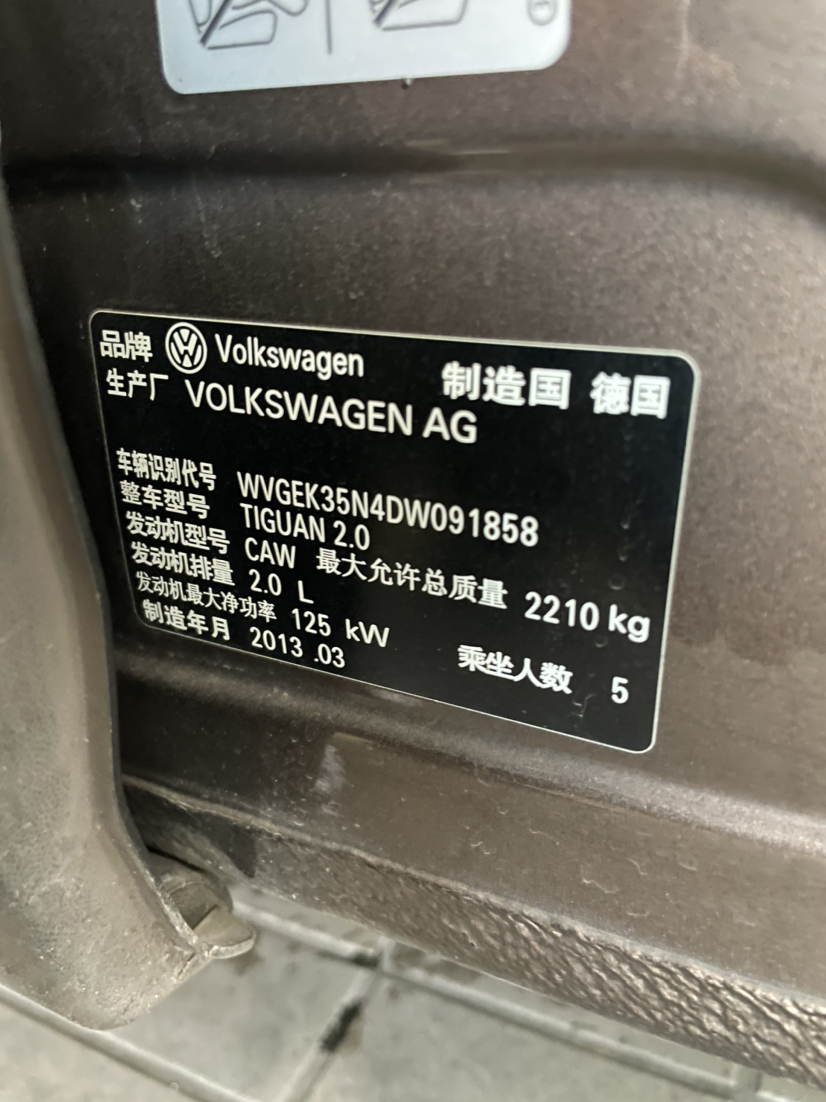 品牌 Volkswagen 制造国 德国
生产厂 VOLKSWAGEN AG
车辆识别代号 WVGEK35N4DW091858
整车型号 TIGUAN 2.0
发动机型号 CAW 最大允许总质量 2210 kg
发动机排量 2.0 L
发动机最大净功率 125 kW 乘坐人数 5
制造年月 2013 .03